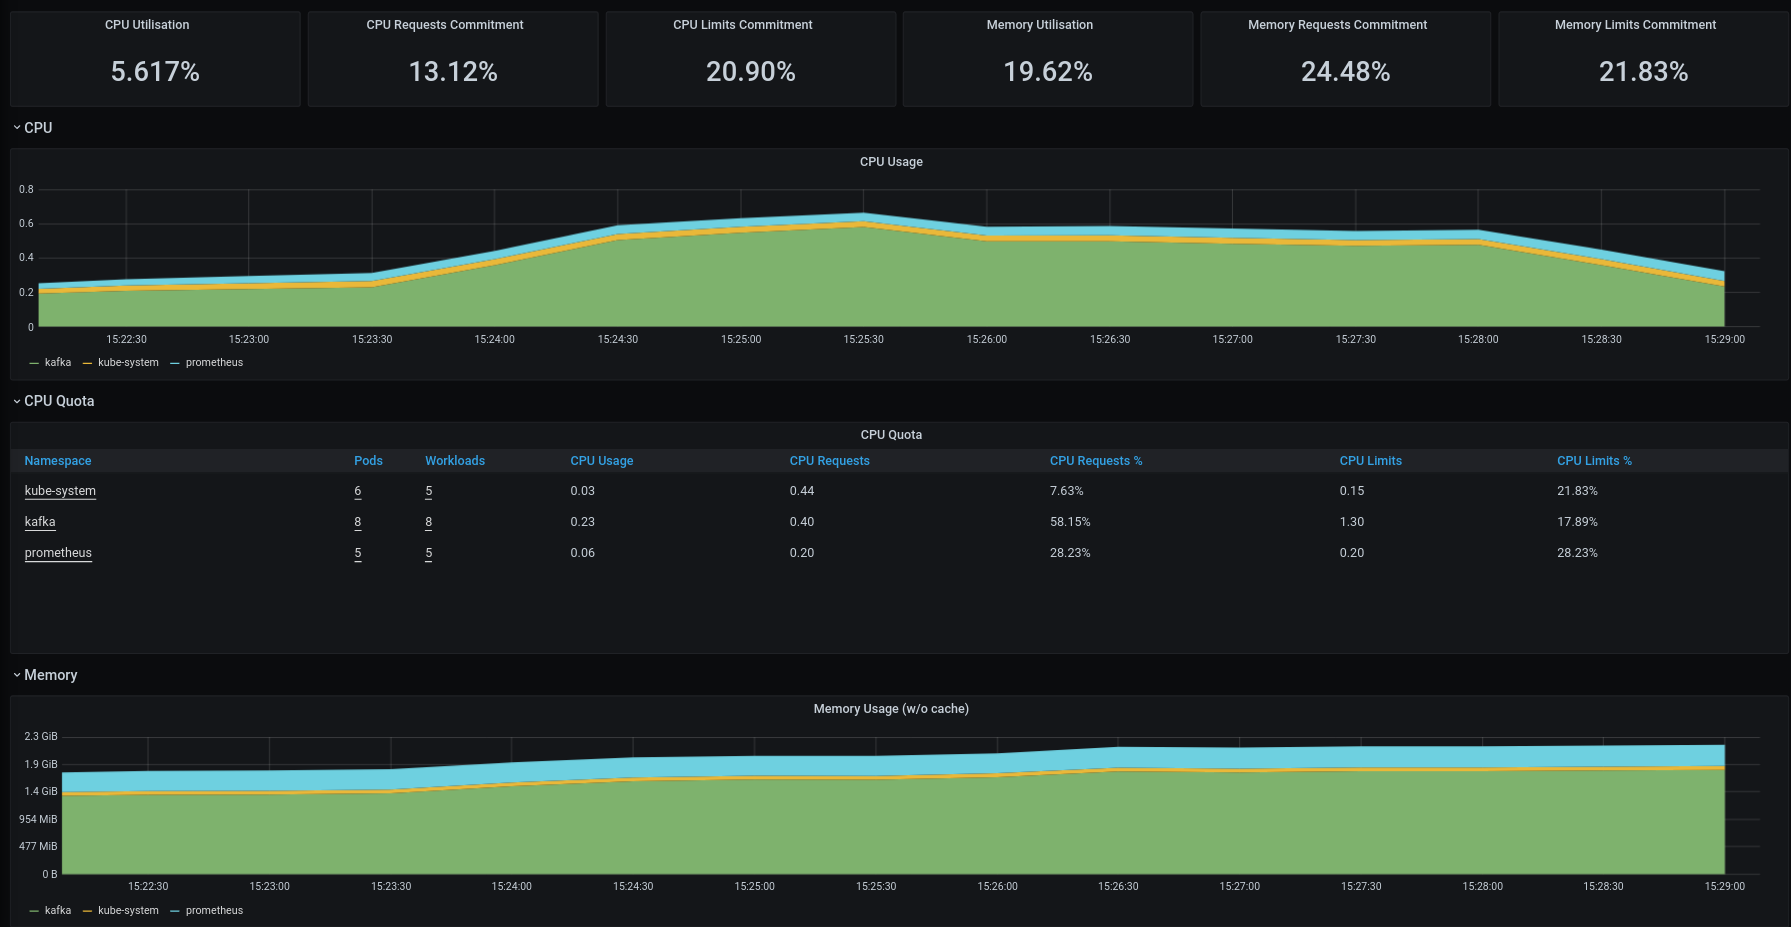 CPU Utilisation CPU Requests Commitment CPU Limits Commitment Memory Utilisation Memory Requests Commitment Memory Limits Commitment
5.617% 13.12% 20.90% 19.62% 24.48% 21.83%
CPU
CPU Usage
0.8
0.6
0.4
0.2
0
15:22:30 15:23:00 15:23:30 15:24:00 15:24:30 15:25:00 15:25:30 15:26:00 15:26:30 15:27:00 15:27:30 15:28:00 15:28:30 15:29:00
kafka kube-system prometheus
CPU Quota
CPU Quota
Namespace Pods Workloads CPU Usage CPU Requests CPU Requests % CPU Limits CPU Limits %
kube-system 6 5 0.03 0.44 7.63% 0.15 21.83%
kafka 8 8 0.23 0.40 58.15% 1.30 17.89%
prometheus 5 5 0.06 0.20 28.23% 0.20 28.23%
Memory
Memory Usage (w/o cache)
2.3 GiB
1.9 GiB
1.4 GiB
954 MiB
477 MiB
0 B
15:22:30 15:23:00 15:23:30 15:24:00 15:24:30 15:25:00 15:25:30 15:26:00 15:26:30 15:27:00 15:27:30 15:28:00 15:28:30 15:29:00
kafka kube-system prometheus